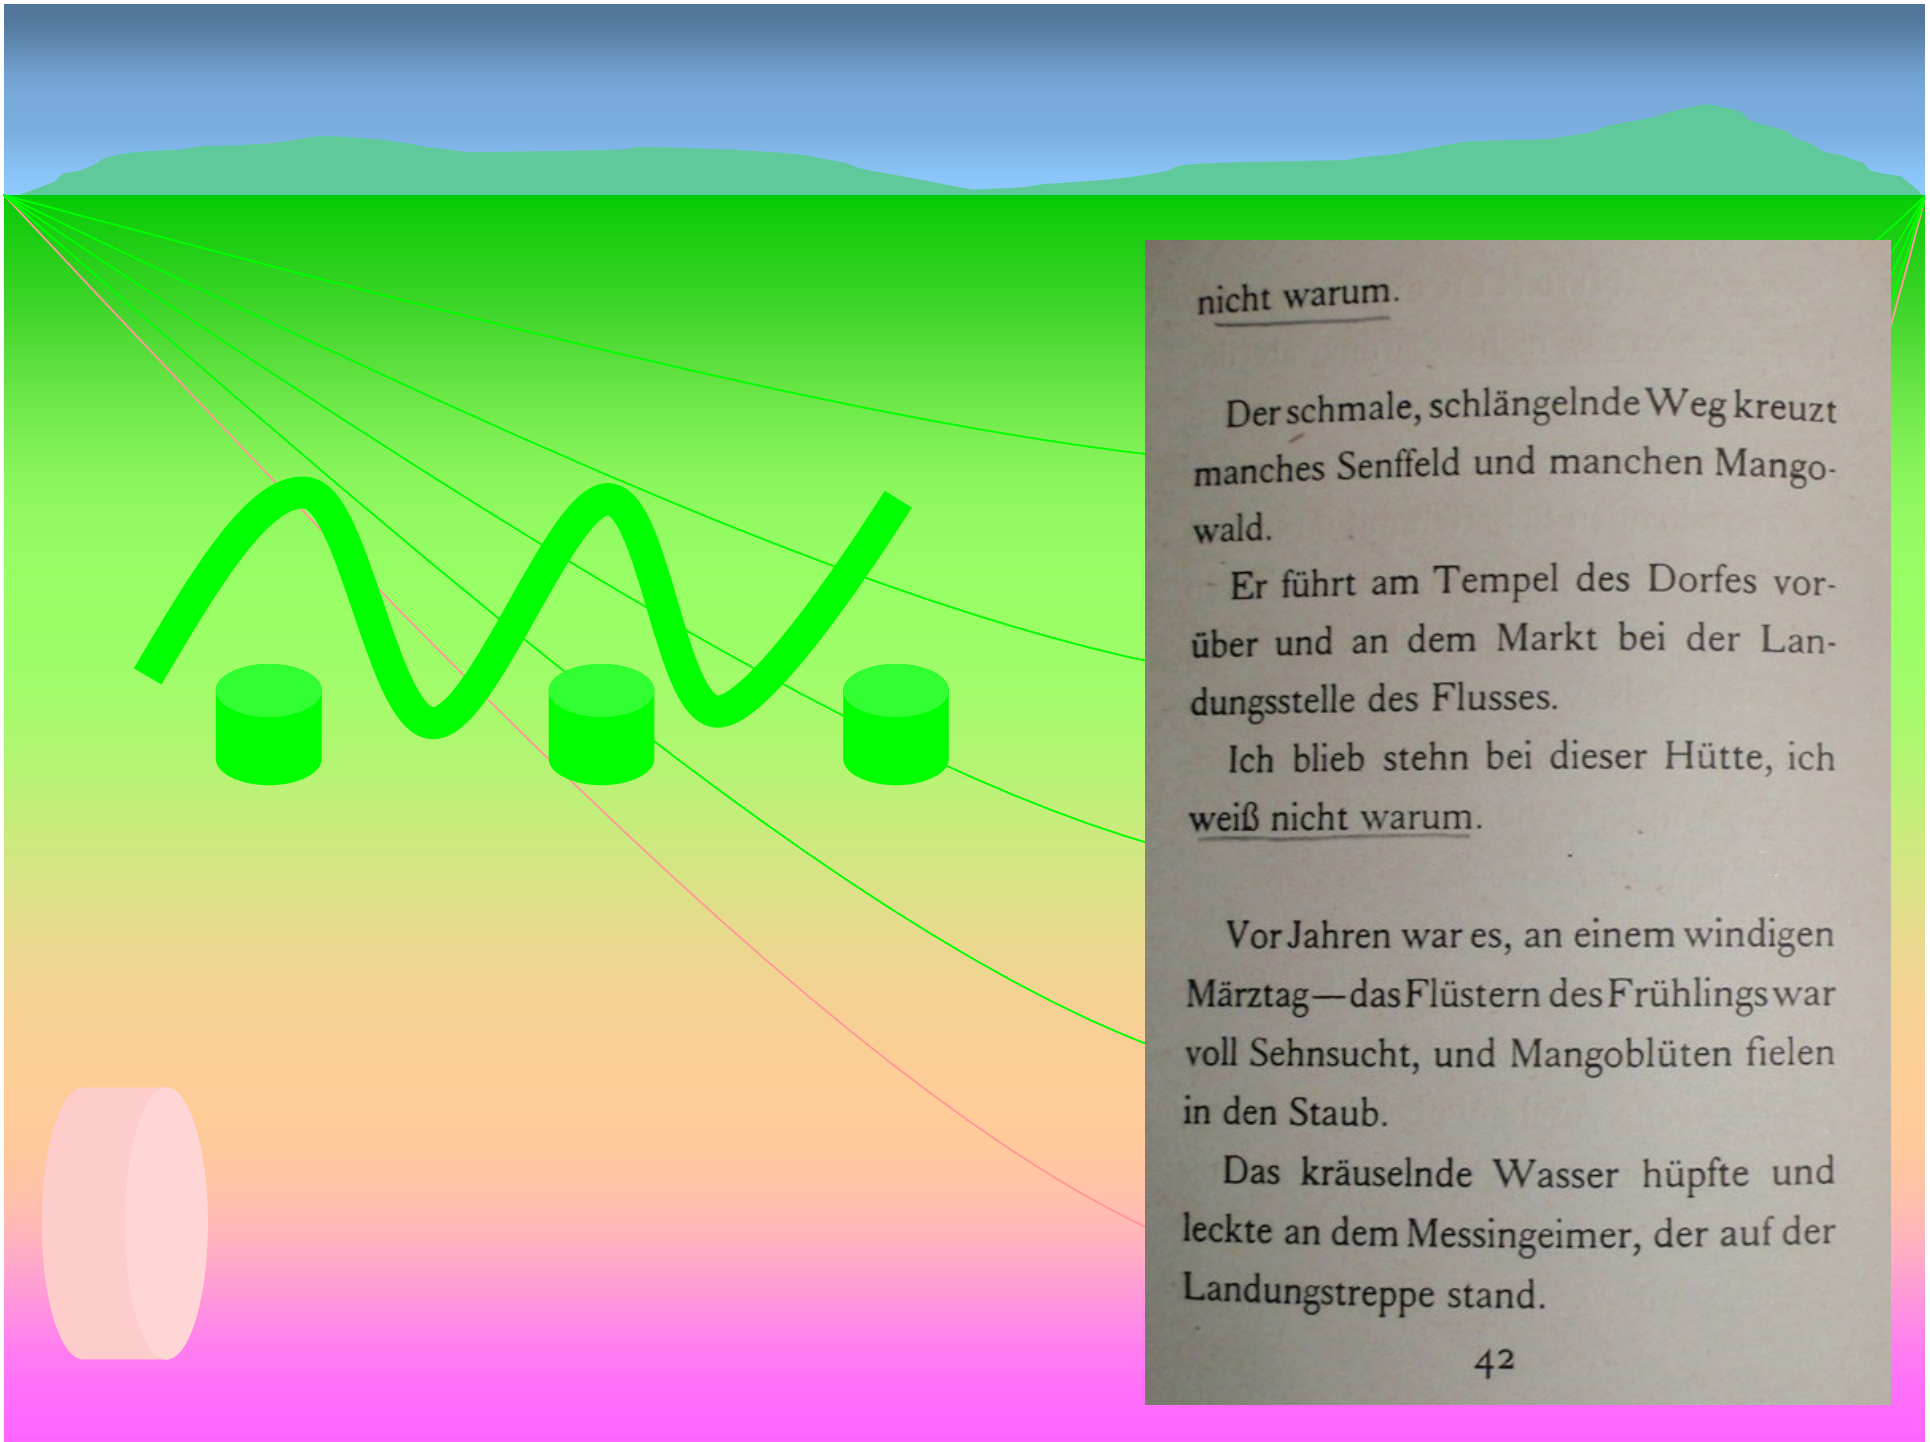 nicht warum.
Der schmale, schlängelnde Weg kreuzt
manches Senffeld und manchen Mango-
wald.
Er führt am Tempel des Dorfes vor-
über und an dem Markt bei der Lan-
dungsstelle des Flusses.
Ich blieb stehn bei dieser Hütte, ich
weiß nicht warum.
Vor Jahren war es, an einem windigen
Märztag—das Flüstern des Frühlings war
voll Sehnsucht, und Mangoblüten fielen
in den Staub.
Das kräuselnde Wasser hüpfte und
leckte an dem Messingeimer, der auf der
Landungstreppe stand.
42